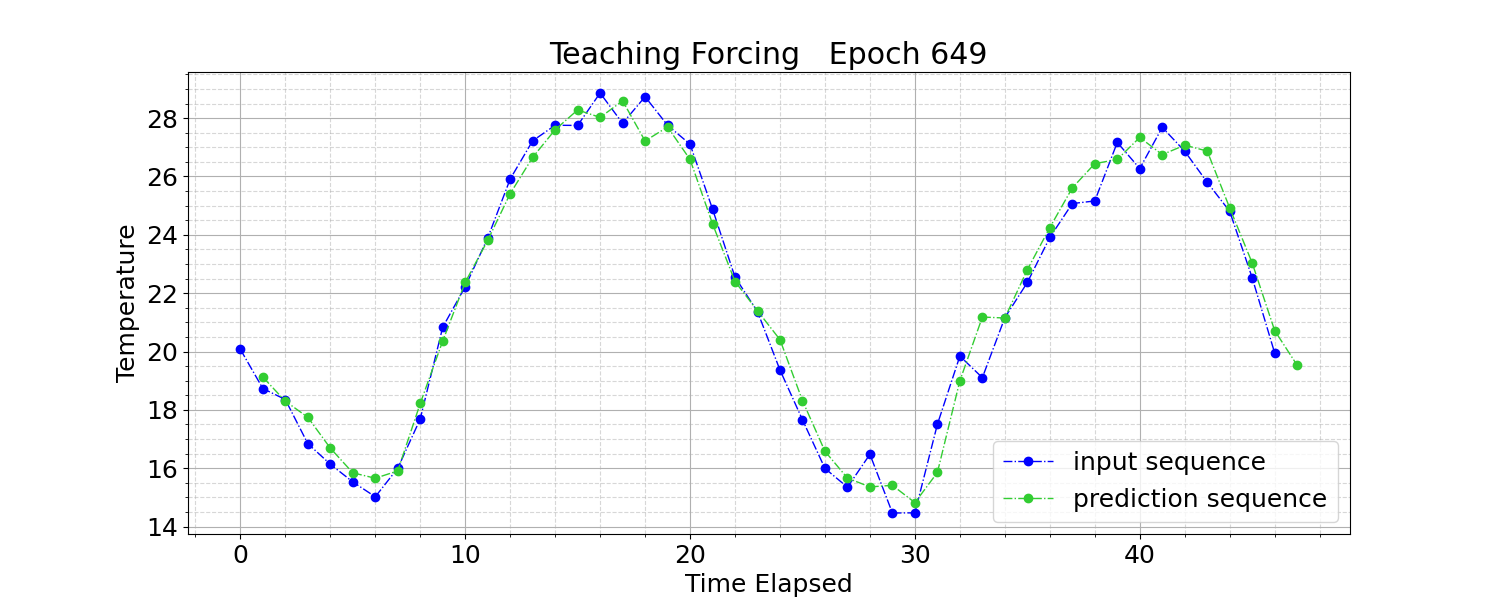 Teaching Forcing   Epoch 649
Temperature
28
26
24
22
20
18
16
14
0
10
20
30
40
Time Elapsed
input sequence
prediction sequence